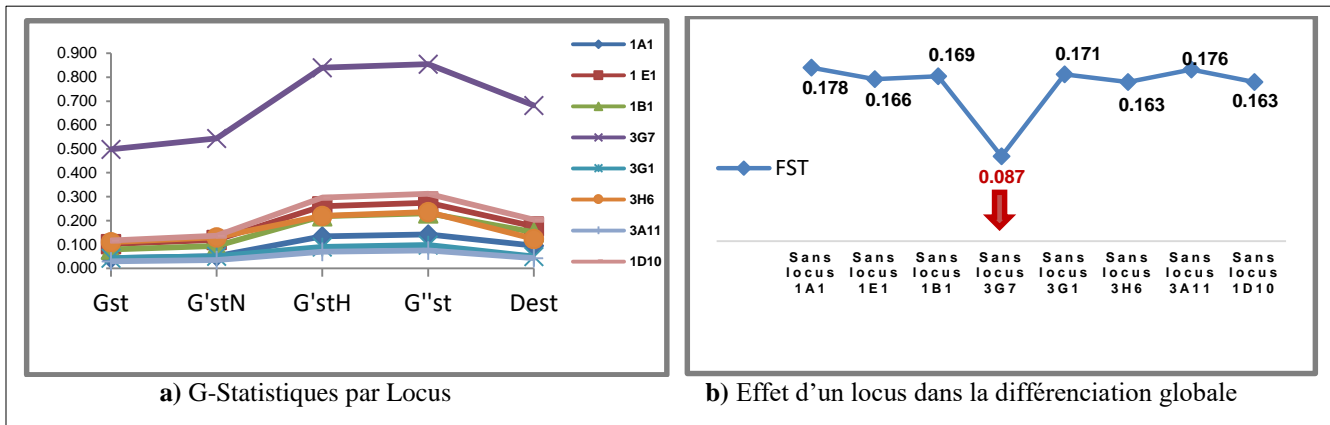 0.900
0.800
0.700
0.600
0.500
0.400
0.300
0.200
0.100
0.000
Gst G'stN G'stH G''st Dest
1A1
1 E1
1B1
3G7
3G1
3H6
3A11
1D10
a) G-Statistiques par Locus
0.178
0.166
0.169
0.087
0.171
0.163
0.176
0.163
FST
Sans locus 1A1
Sans locus 1E1
Sans locus 1B1
Sans locus 3G7
Sans locus 3G1
Sans locus 3H6
Sans locus 3A11
Sans locus 1D10
b) Effet d’un locus dans la différenciation globale